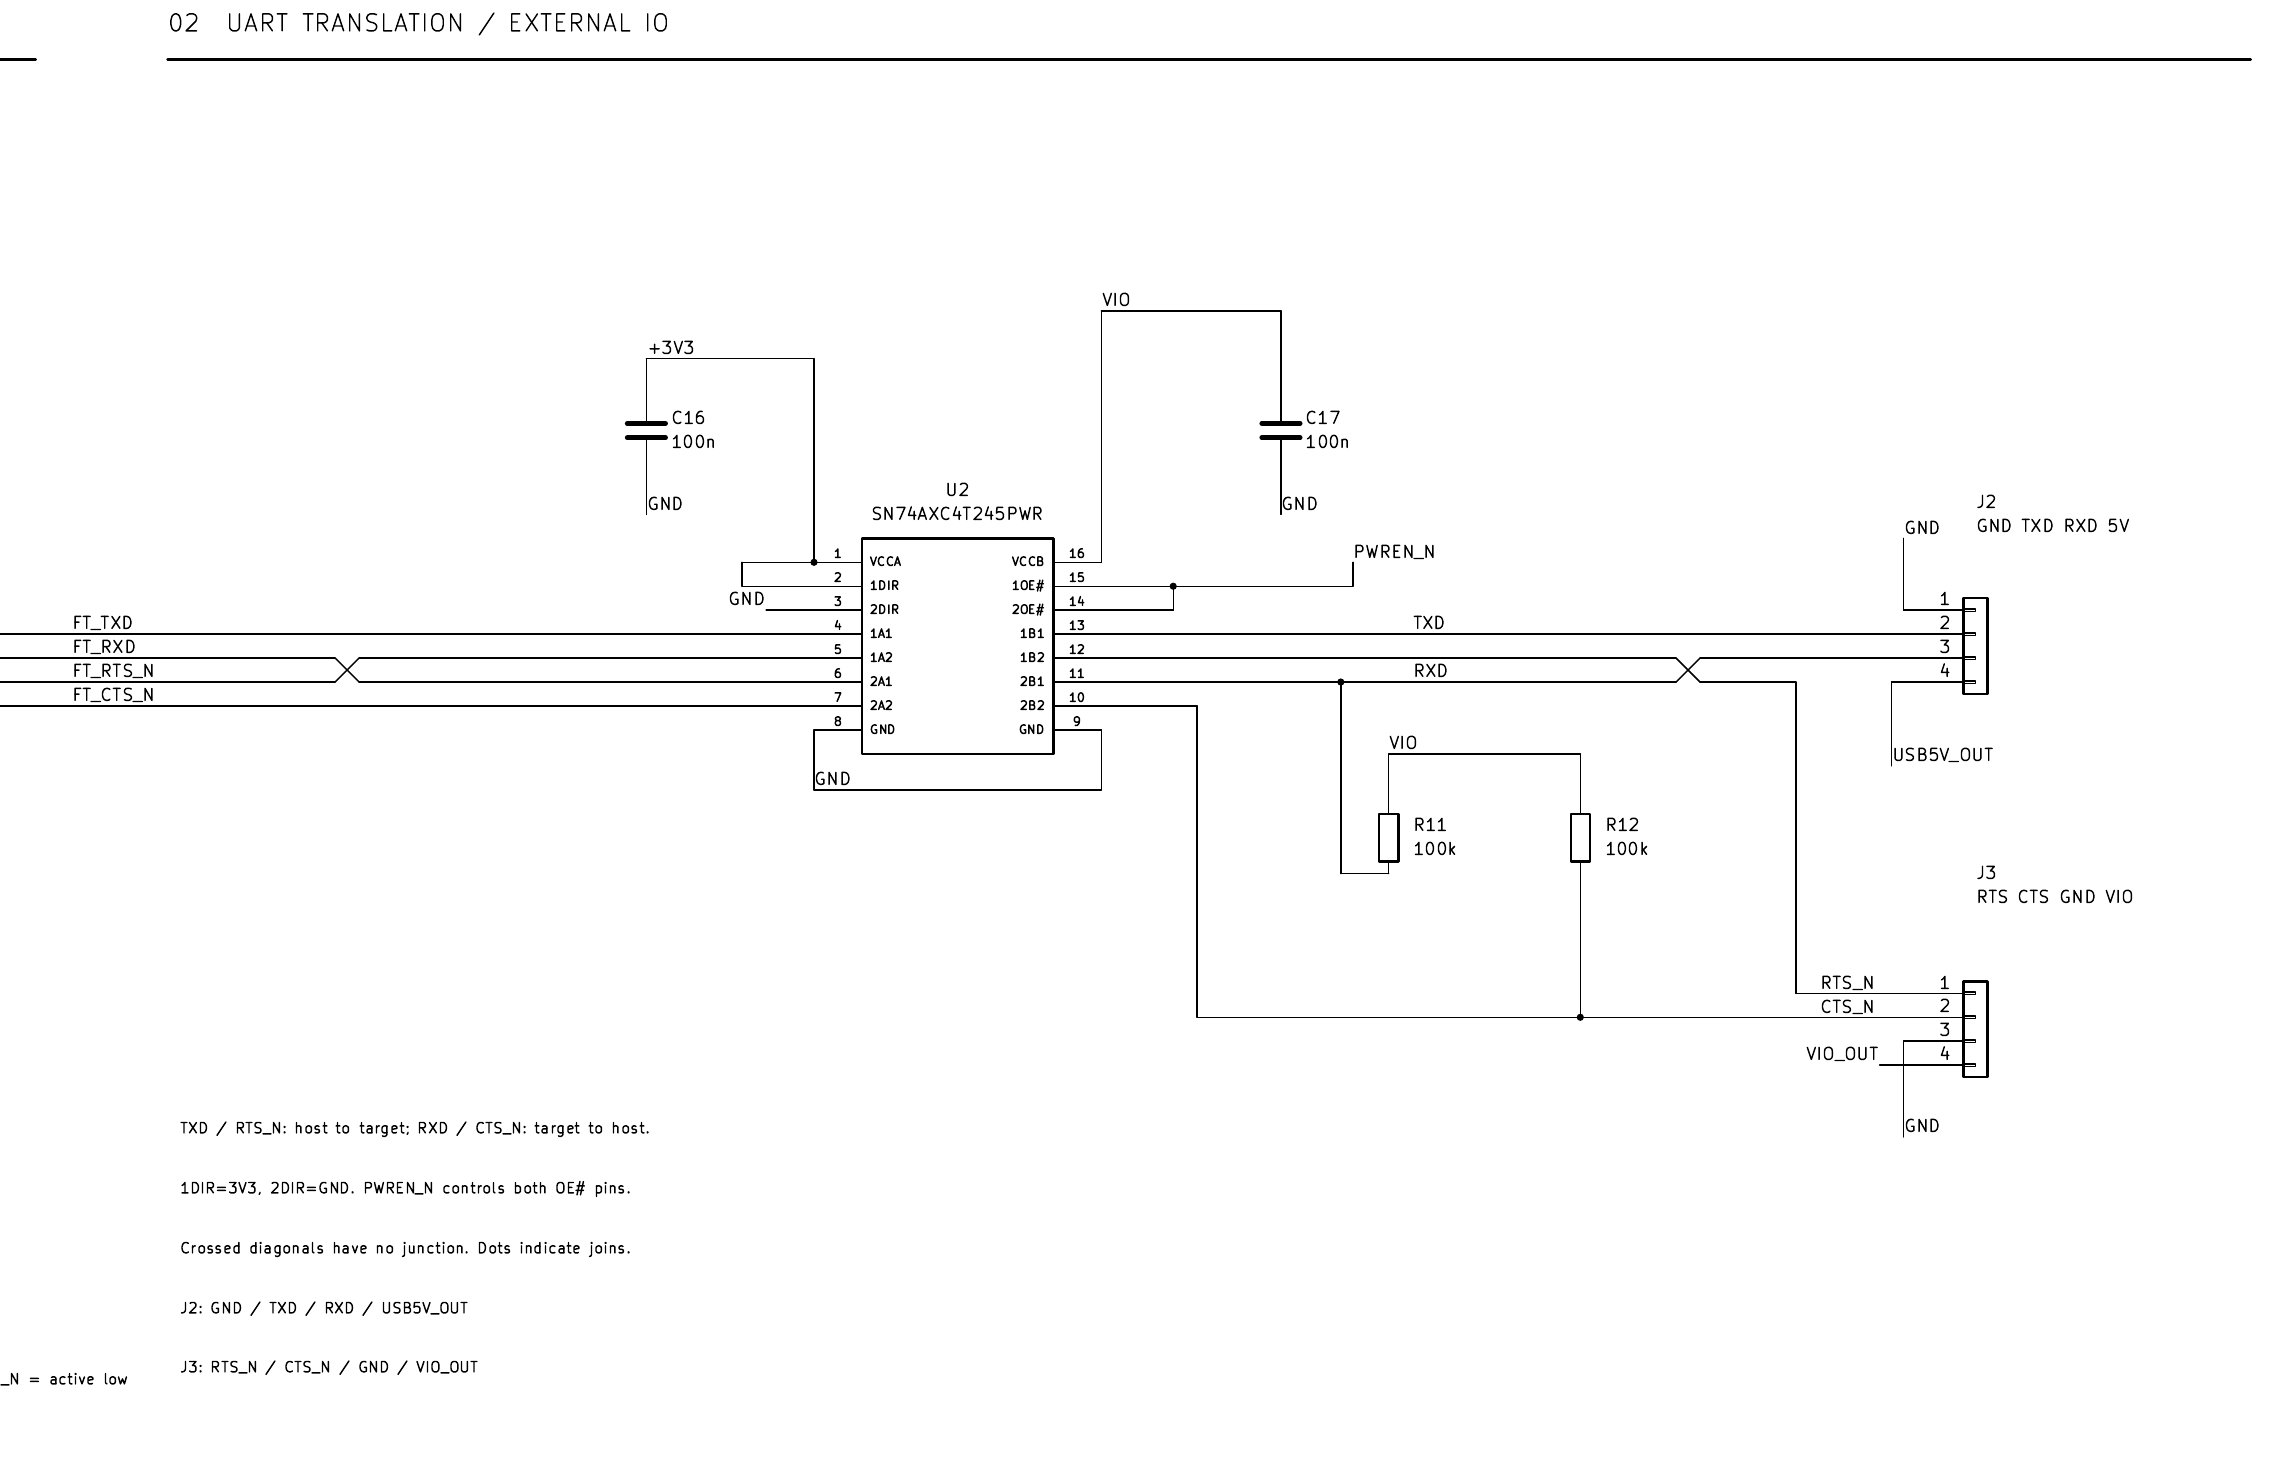 02 UART TRANSLATION / EXTERNAL IO
VIO
+3V3
C16
100n
GND
C17
100n
GND
U2
SN74AXC4T245PWR
1 VCCA
2 1DIR
3 2DIR
4 1A1
5 1A2
6 2A1
7 2A2
8 GND
VCCB 16
1OE# 15
2OE# 14
1B1 13
1B2 12
2B1 11
2B2 10
GND 9
GND
GND
PWREN_N
FT_TXD
FT_RXD
FT_RTS_N
FT_CTS_N
TXD
RXD
J2
GND TXD RXD 5V
GND
1
2
3
4
USB5V_OUT
VIO
R11
100k
R12
100k
J3
RTS CTS GND VIO
RTS_N 1
CTS_N 2
3
VIO_OUT 4
GND
TXD / RTS_N: host to target; RXD / CTS_N: target to host.
1DIR=3V3, 2DIR=GND. PWREN_N controls both OE# pins.
Crossed diagonals have no junction. Dots indicate joins.
J2: GND / TXD / RXD / USB5V_OUT
J3: RTS_N / CTS_N / GND / VIO_OUT
_N = active low